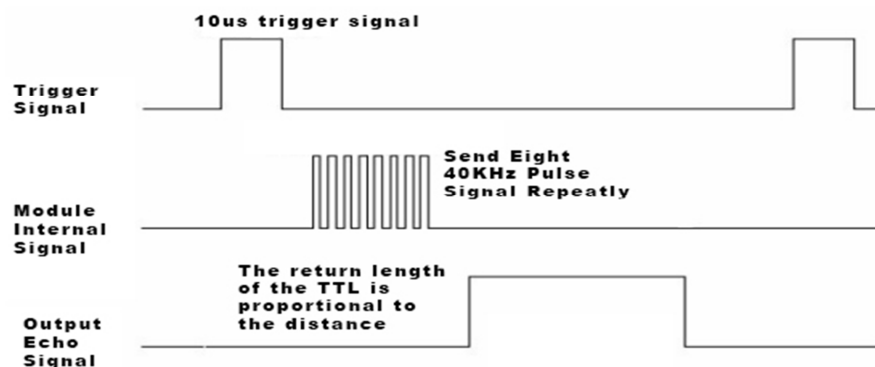 10us trigger signal
Trigger
Signal
Send Eight
40KHz Pulse
Signal Repeatly
Module
Internal
Signal
The return length
of the TTL is
proportional to
the distance
Output
Echo
Signal